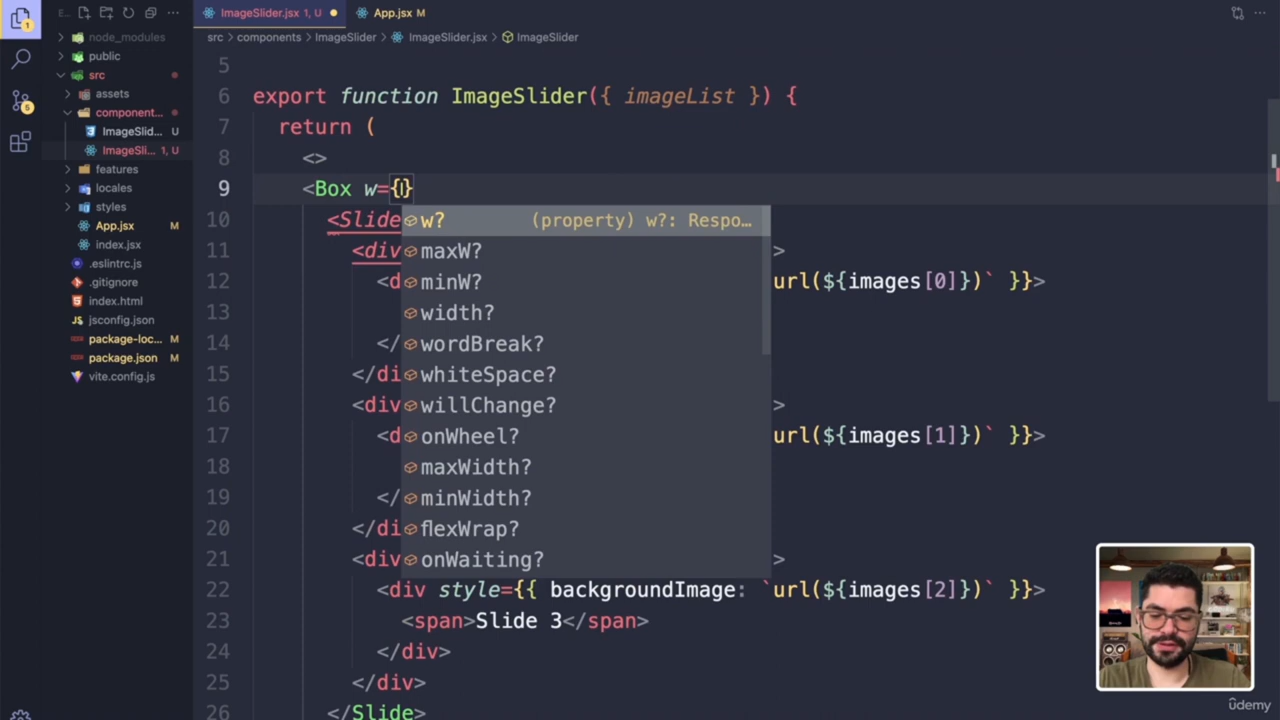 E...
ImageSlider.jsx 1, U
App.jsx M
src > components > ImageSlider > ImageSlider.jsx > ImageSlider
1
6
node_modules
public
src
assets
component...
ImageSlid... U
ImageSli... 1, U
features
locales
styles
App.jsx M
index.jsx
.eslintrc.js
.gitignore
index.html
jsconfig.json
package-loc... M
package.json M
vite.config.js
5
6 export function ImageSlider({ imageList }) {
7 return (
8 <>
9 <Box w={}
10 <Slide
11 <div >
12 <d url(${images[0]})` }}>
13
14 </
15 </di
16 <div >
17 <d url(${images[1]})` }}>
18
19 </
20 </di
21 <div >
22 <div style={{ backgroundImage: `url(${images[2]})` }}>
23 <span>Slide 3</span>
24 </div>
25 </div>
26 </Slide>
w? (property) w?: Respo...
maxW?
minW?
width?
wordBreak?
whiteSpace?
willChange?
onWheel?
maxWidth?
minWidth?
flexWrap?
onWaiting?
ûdemy